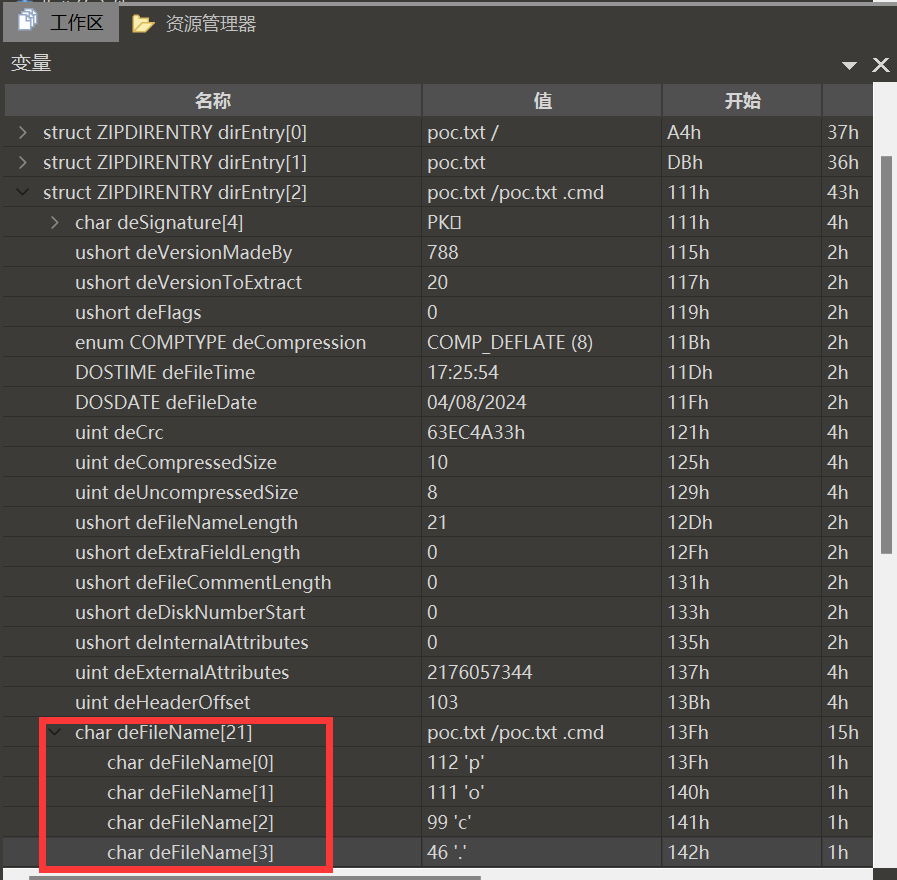 工作区 资源管理器
变量
名称 值 开始
struct ZIPDIRENTRY dirEntry[0] poc.txt / A4h 37h
struct ZIPDIRENTRY dirEntry[1] poc.txt DBh 36h
struct ZIPDIRENTRY dirEntry[2] poc.txt /poc.txt .cmd 111h 43h
char deSignature[4] PK 111h 4h
ushort deVersionMadeBy 788 115h 2h
ushort deVersionToExtract 20 117h 2h
ushort deFlags 0 119h 2h
enum COMPTYPE deCompression COMP_DEFLATE (8) 11Bh 2h
DOSTIME deFileTime 17:25:54 11Dh 2h
DOSDATE deFileDate 04/08/2024 11Fh 2h
uint deCrc 63EC4A33h 121h 4h
uint deCompressedSize 10 125h 4h
uint deUncompressedSize 8 129h 4h
ushort deFileNameLength 21 12Dh 2h
ushort deExtraFieldLength 0 12Fh 2h
ushort deFileCommentLength 0 131h 2h
ushort deDiskNumberStart 0 133h 2h
ushort deInternalAttributes 0 135h 2h
uint deExternalAttributes 2176057344 137h 4h
uint deHeaderOffset 103 13Bh 4h
char deFileName[21] poc.txt /poc.txt .cmd 13Fh 15h
char deFileName[0] 112 'p' 13Fh 1h
char deFileName[1] 111 'o' 140h 1h
char deFileName[2] 99 'c' 141h 1h
char deFileName[3] 46 '.' 142h 1h